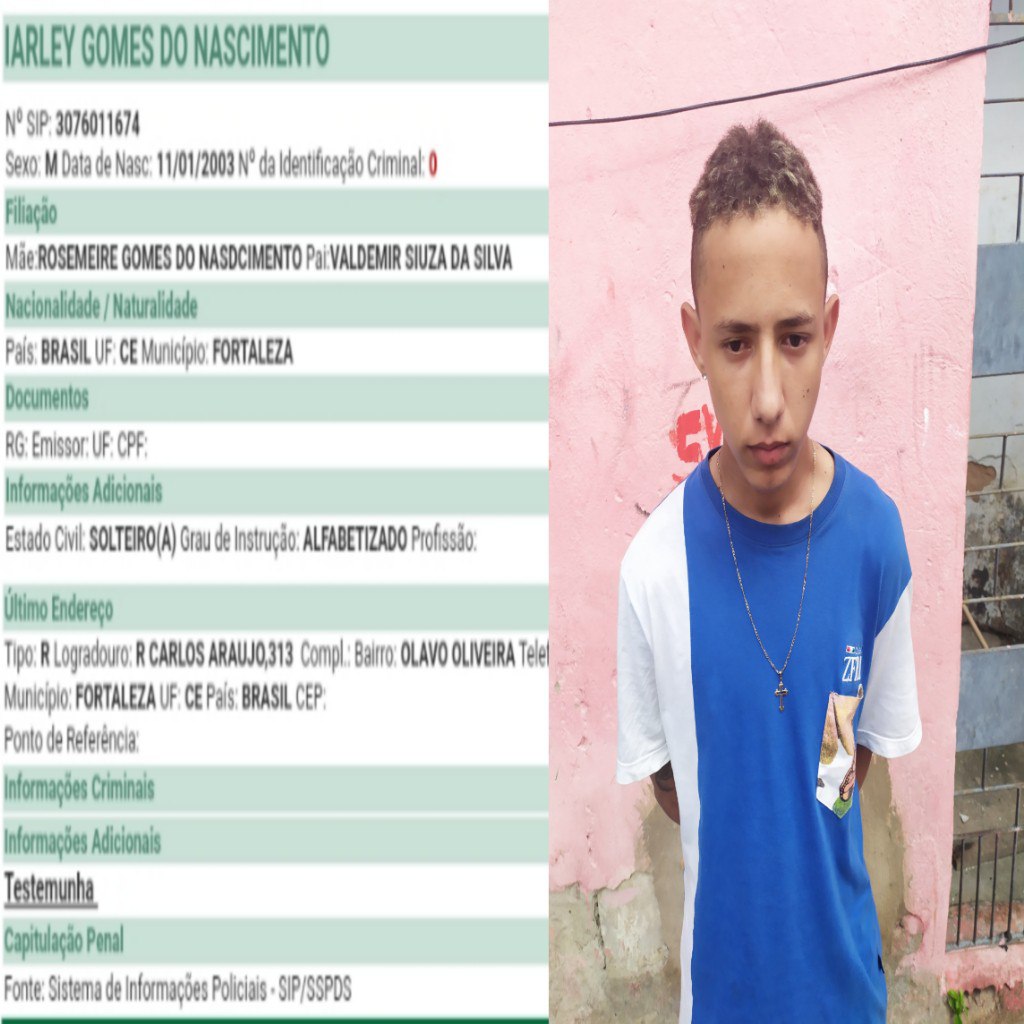 IARLEY GOMES DO NASCIMENTO
Nº SIP: 3076011674
Sexo: M Data de Nasc: 11/01/2003 Nº da Identificação Criminal: 0
Filiação
Mãe:ROSEMEIRE GOMES DO NASDCIMENTO Pai:VALDEMIR SIUZA DA SILVA
Nacionalidade / Naturalidade
País: BRASIL UF: CE Município: FORTALEZA
Documentos
RG: Emissor: UF: CPF:
Informações Adicionais
Estado Civil: SOLTEIRO(A) Grau de Instrução: ALFABETIZADO Profissão:
Último Endereço
Tipo: R Logradouro: R CARLOS ARAUJO,313 Compl.: Bairro: OLAVO OLIVEIRA
Município: FORTALEZA UF: CE País: BRASIL CEP:
Ponto de Referência:
Informações Criminais
Informações Adicionais
Testemunha
Capitulação Penal
Fonte: Sistema de Informações Policiais - SIP/SSPDS